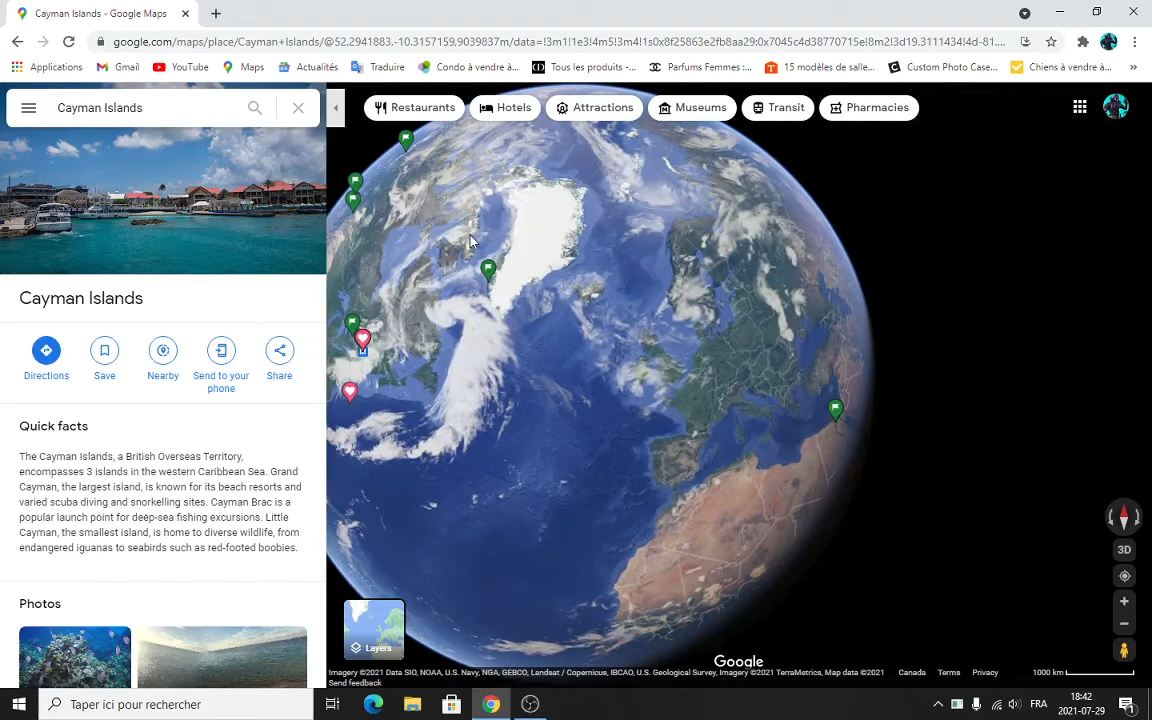 Cayman Islands - Google Maps
google.com/maps/place/Cayman+Islands/@52.2941883,-10.3157159,9039837m/data=!3m1!1e3!4m5!3m4!1s0x8f25863e2fb8aa29:0x7045c4d38770715e!8m2!3d19.3111434!4d-81....
Applications Gmail YouTube Maps Actualités Traduire Condo à vendre à... Tous les produits -... Parfums Femmes :... 15 modèles de salle... Custom Photo Case... Chiens à vendre à... »
Cayman Islands
Restaurants Hotels Attractions Museums Transit Pharmacies
Cayman Islands
Directions Save Nearby Send to your phone Share
Quick facts
The Cayman Islands, a British Overseas Territory,
encompasses 3 islands in the western Caribbean Sea. Grand
Cayman, the largest island, is known for its beach resorts and
varied scuba diving and snorkelling sites. Cayman Brac is a
popular launch point for deep-sea fishing excursions. Little
Cayman, the smallest island, is home to diverse wildlife, from
endangered iguanas to seabirds such as red-footed boobies.
Photos
Layers
3D
Google
Imagery ©2021 Data SIO, NOAA, U.S. Navy, NGA, GEBCO, Landsat / Copernicus, IBCAO, U.S. Geological Survey, Imagery ©2021 TerraMetrics, Map data ©2021 Canada Terms Privacy 1000 km
Send feedback
Taper ici pour rechercher
FRA
18:42
2021-07-29
1